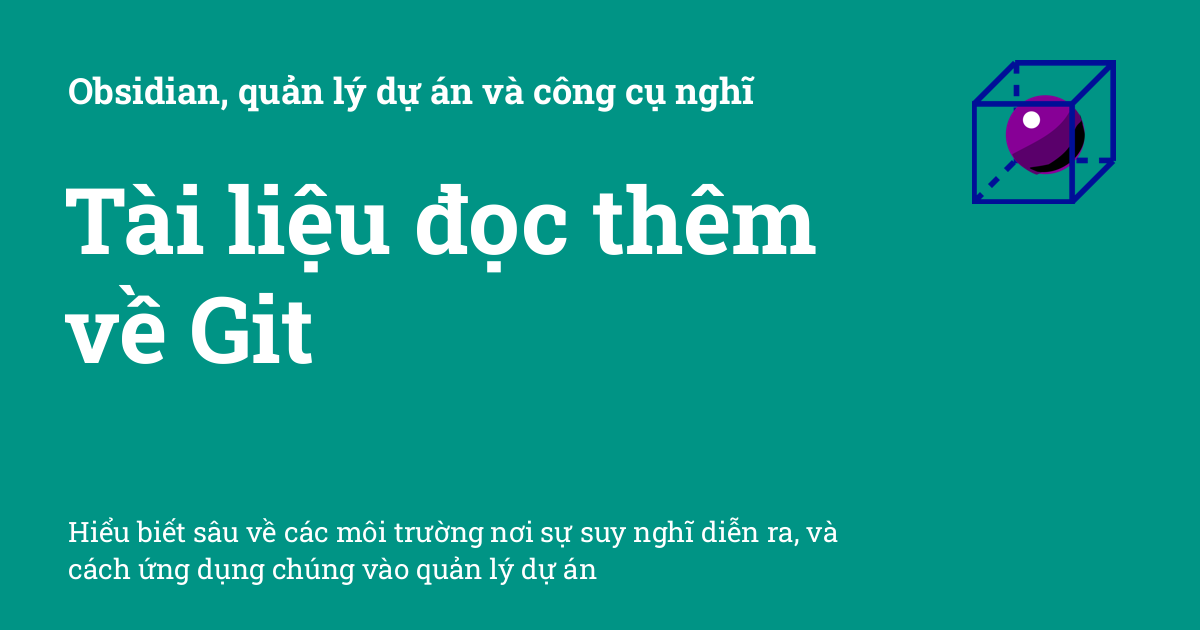 Obsidian, quản lý dự án và công cụ nghĩ
Tài liệu đọc thêm
về Git
Hiểu biết sâu về các môi trường nơi sự suy nghĩ diễn ra, và
cách ứng dụng chúng vào quản lý dự án